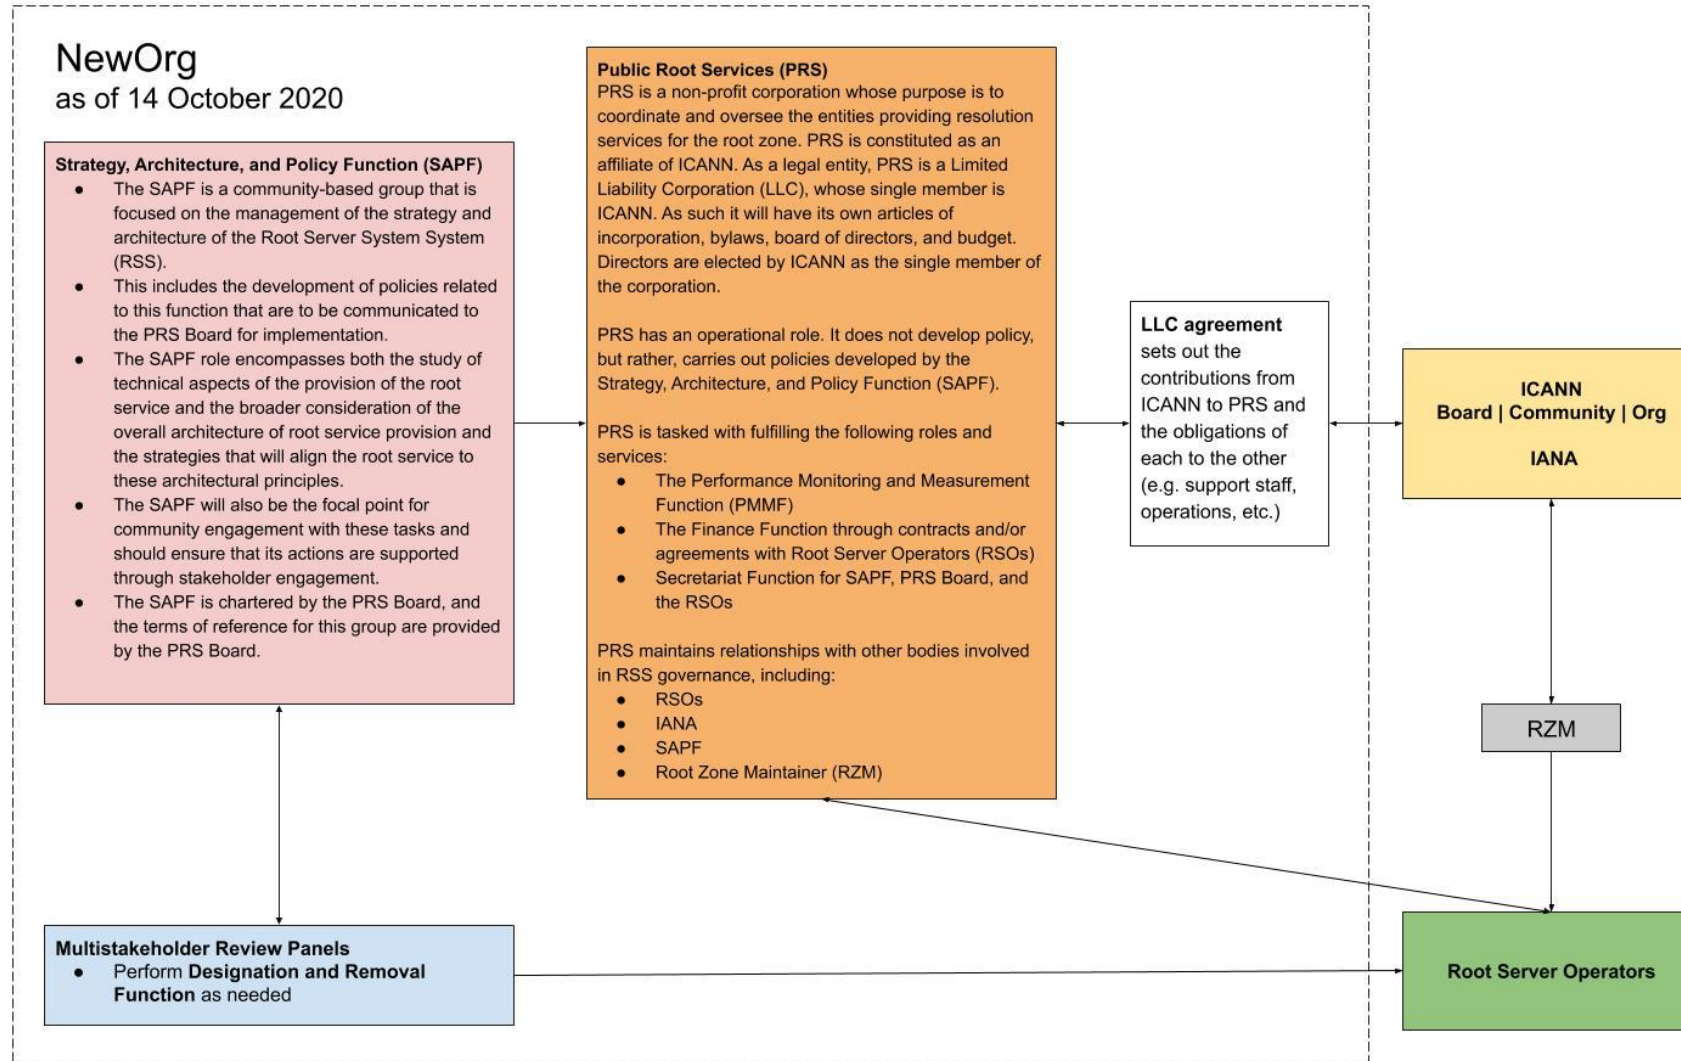 NewOrg
as of 14 October 2020
Strategy, Architecture, and Policy Function (SAPF)
● The SAPF is a community-based group that is
focused on the management of the strategy and
architecture of the Root Server System System
(RSS).
● This includes the development of policies related
to this function that are to be communicated to
the PRS Board for implementation.
● The SAPF role encompasses both the study of
technical aspects of the provision of the root
service and the broader consideration of the
overall architecture of root service provision and
the strategies that will align the root service to
these architectural principles.
● The SAPF will also be the focal point for
community engagement with these tasks and
should ensure that its actions are supported
through stakeholder engagement.
● The SAPF is chartered by the PRS Board, and
the terms of reference for this group are provided
by the PRS Board.
Public Root Services (PRS)
PRS is a non-profit corporation whose purpose is to
coordinate and oversee the entities providing resolution
services for the root zone. PRS is constituted as an
affiliate of ICANN. As a legal entity, PRS is a Limited
Liability Corporation (LLC), whose single member is
ICANN. As such it will have its own articles of
incorporation, bylaws, board of directors, and budget.
Directors are elected by ICANN as the single member of
the corporation.
PRS has an operational role. It does not develop policy,
but rather, carries out policies developed by the
Strategy, Architecture, and Policy Function (SAPF).
PRS is tasked with fulfilling the following roles and
services:
● The Performance Monitoring and Measurement
Function (PMMF)
● The Finance Function through contracts and/or
agreements with Root Server Operators (RSOs)
● Secretariat Function for SAPF, PRS Board, and
the RSOs
PRS maintains relationships with other bodies involved
in RSS governance, including:
● RSOs
● IANA
● SAPF
● Root Zone Maintainer (RZM)
LLC agreement
sets out the
contributions from
ICANN to PRS and
the obligations of
each to the other
(e.g. support staff,
operations, etc.)
ICANN
Board | Community | Org
IANA
RZM
Multistakeholder Review Panels
● Perform Designation and Removal
Function as needed
Root Server Operators